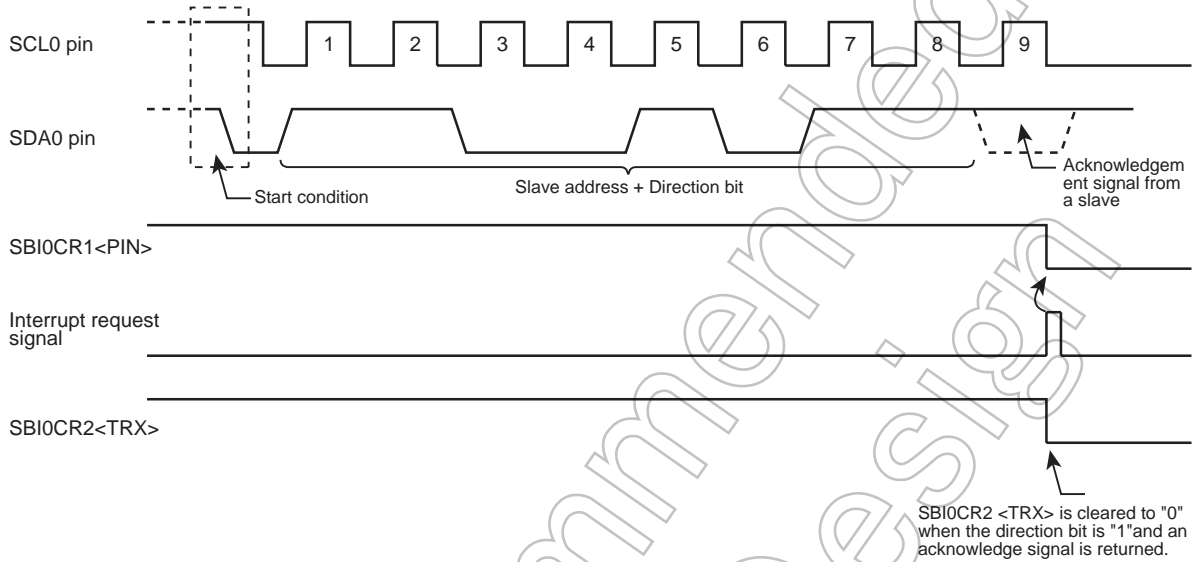 SCL0 pin
1 2 3 4 5 6 7 8 9
SDA0 pin
Start condition
Slave address + Direction bit
Acknowledgem
ent signal from
a slave
SBI0CR1<PIN>
Interrupt request
signal
SBI0CR2<TRX>
SBI0CR2 <TRX> is cleared to "0"
when the direction bit is "1"and an
acknowledge signal is returned.
mmended
esign